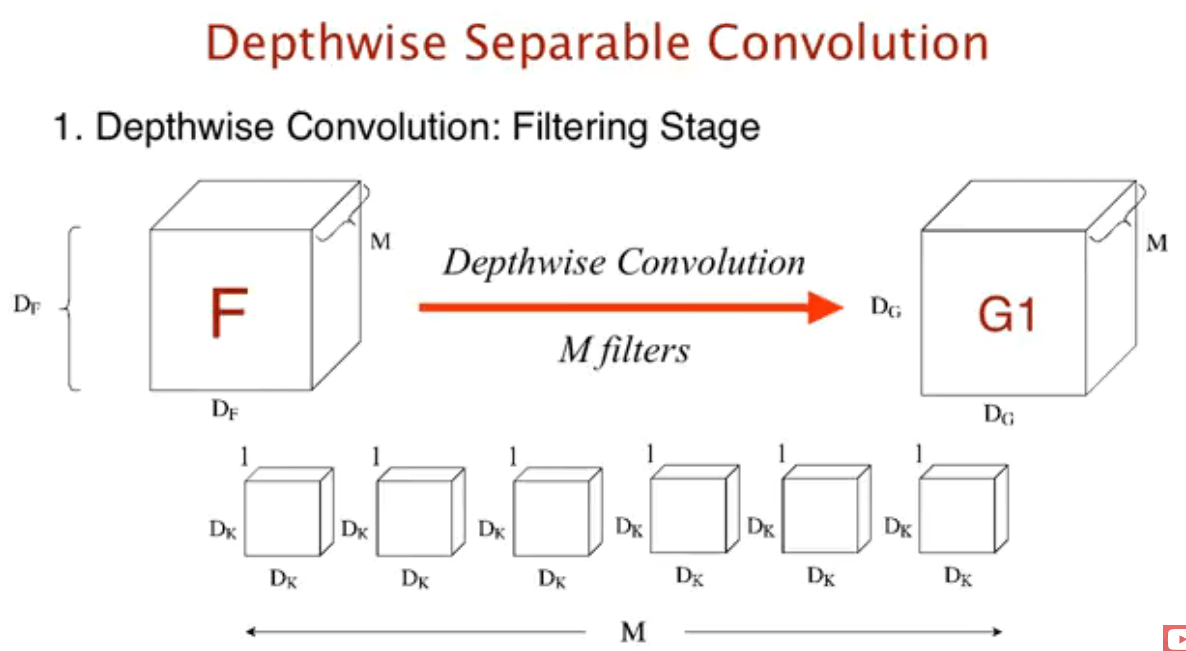 Depthwise Separable Convolution
1. Depthwise Convolution: Filtering Stage
M
M
Depthwise Convolution
D_F
F
D_G
G1
M filters
D_F
D_G
1 1 1 1 1 1
D_K D_K D_K D_K D_K D_K
D_K D_K D_K D_K D_K D_K
M